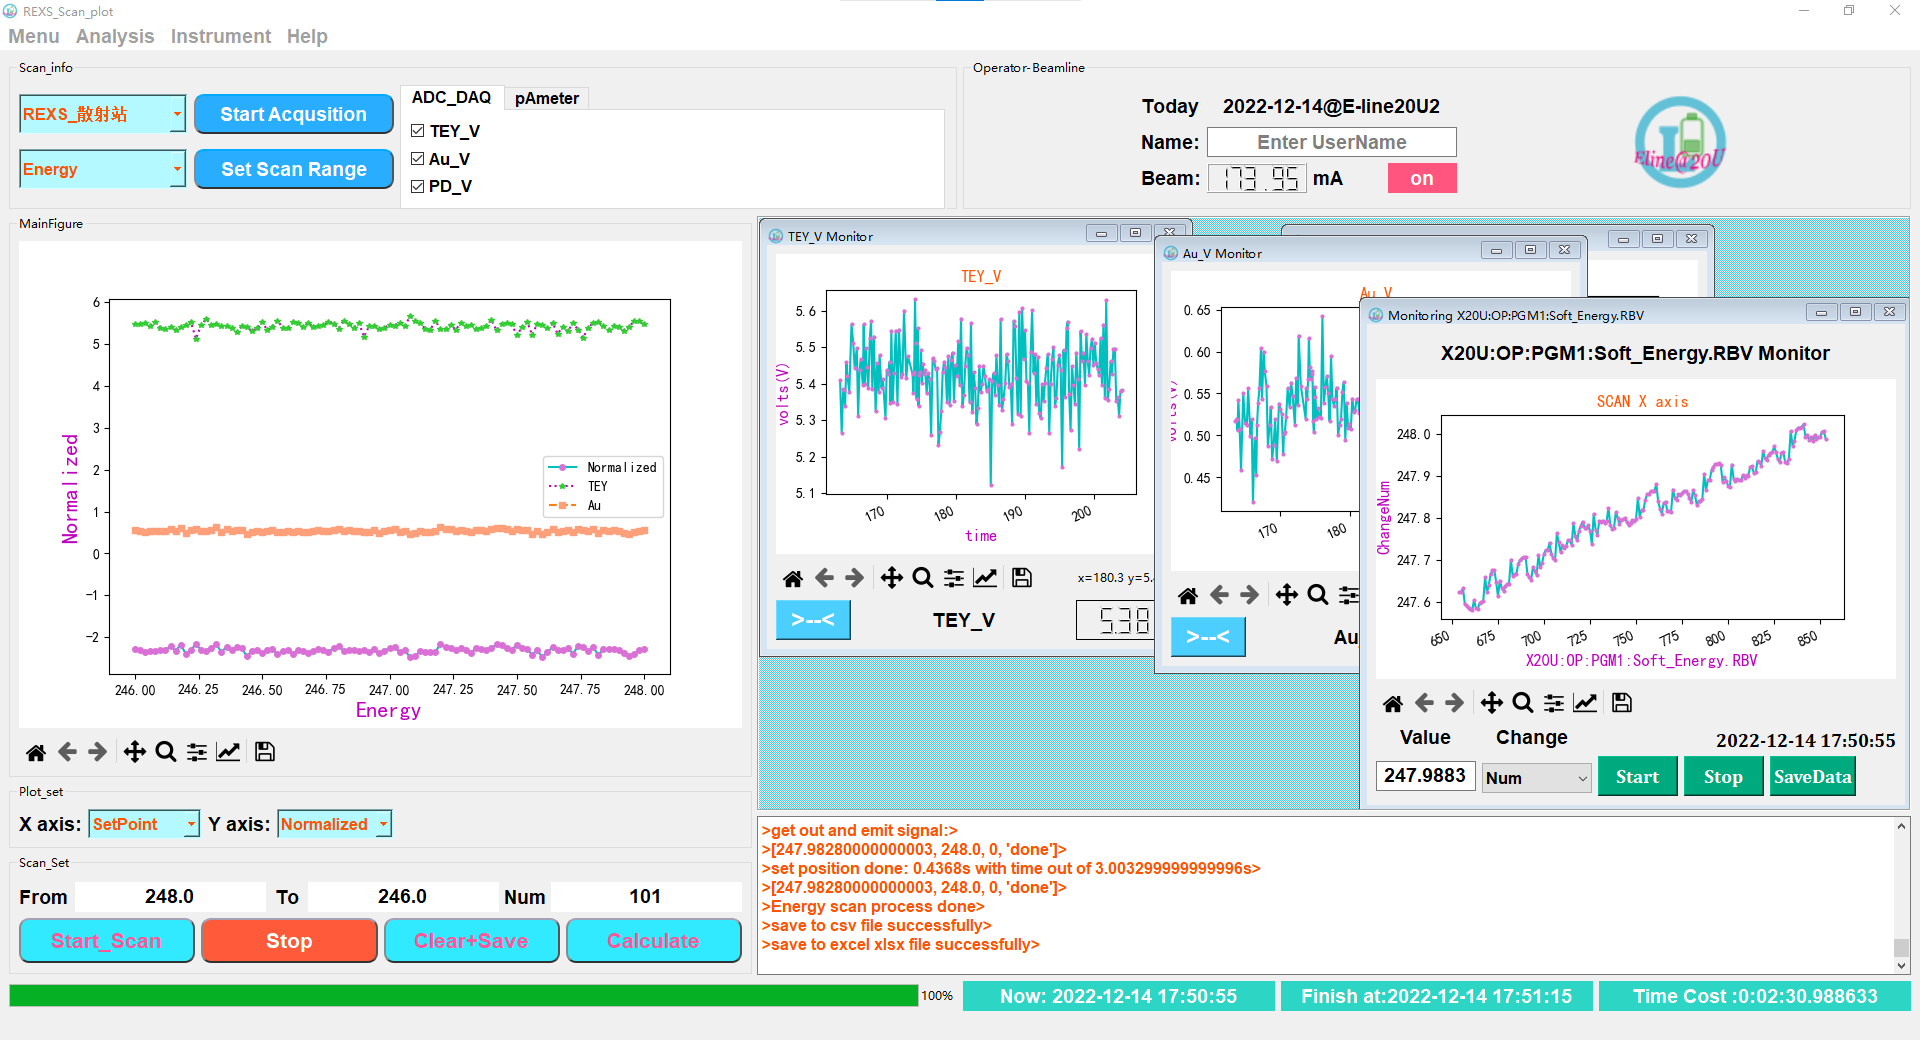 REXS_Scan_plot
Menu Analysis Instrument Help
Scan_info
REXS_散射站
Start Acqusition
Energy
Set Scan Range
ADC_DAQ pAmeter
TEY_V
Au_V
PD_V
Operator-Beamline
Today 2022-12-14@E-line20U2
Name: Enter UserName
Beam: 173.95 mA on
Eline@20U
MainFigure
6
5
4
3
2
1
0
−1
−2
Normalized
Normalized
TEY
Au
246.00 246.25 246.50 246.75 247.00 247.25 247.50 247.75 248.00
Energy
Plot_set
X axis: SetPoint Y axis: Normalized
Scan_Set
From 248.0 To 246.0 Num 101
Start_Scan Stop Clear+Save Calculate
100%
TEY_V Monitor
TEY_V
5.6
5.5
5.4
5.3
5.2
5.1
volts(V)
170 180 190 200
time
x=180.3 y=5.
>--<
TEY_V
5.38
Au_V Monitor
Au_V
0.65
0.60
0.55
0.50
0.45
volts(V)
170 180
>--<
Au
Monitoring X20U:OP:PGM1:Soft_Energy.RBV
X20U:OP:PGM1:Soft_Energy.RBV Monitor
SCAN X axis
248.0
247.9
247.8
247.7
247.6
ChangeNum
650 675 700 725 750 775 800 825 850
X20U:OP:PGM1:Soft_Energy.RBV
Value Change 2022-12-14 17:50:55
247.9883 Num Start Stop SaveData
>get out and emit signal:>
>[247.98280000000003, 248.0, 0, 'done']>
>set position done: 0.4368s with time out of 3.003299999999996s>
>[247.98280000000003, 248.0, 0, 'done']>
>Energy scan process done>
>save to csv file successfully>
>save to excel xlsx file successfully>
Now: 2022-12-14 17:50:55
Finish at:2022-12-14 17:51:15
Time Cost :0:02:30.988633